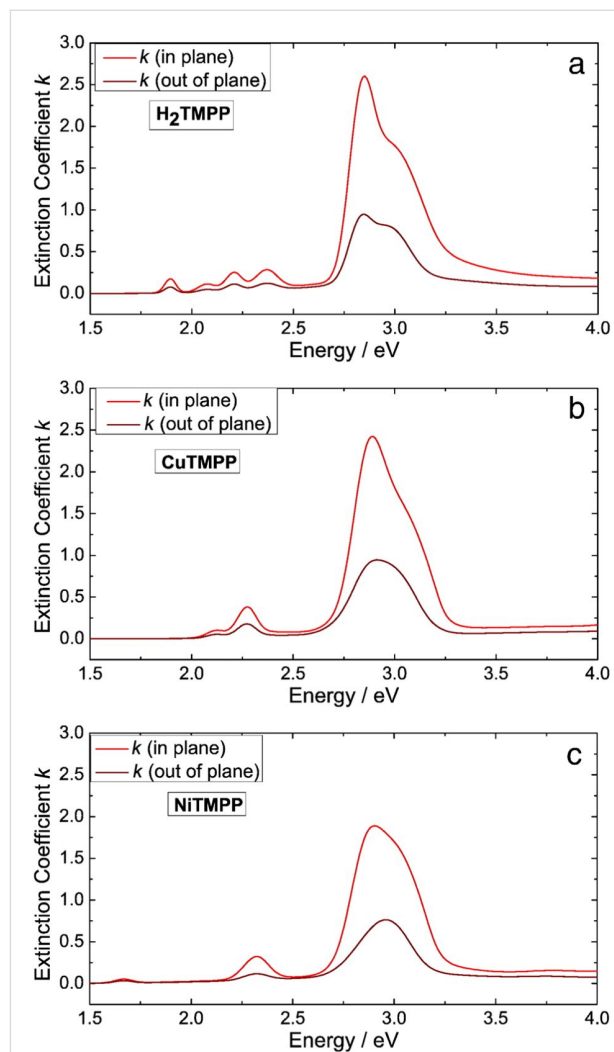 a
k (in plane)
k (out of plane)
H2TMPP
Extinction Coefficient k
3.0
2.5
2.0
1.5
1.0
0.5
0.0
1.5 2.0 2.5 3.0 3.5 4.0
Energy / eV
b
k (in plane)
k (out of plane)
CuTMPP
Extinction Coefficient k
3.0
2.5
2.0
1.5
1.0
0.5
0.0
1.5 2.0 2.5 3.0 3.5 4.0
Energy / eV
c
k (in plane)
k (out of plane)
NiTMPP
Extinction Coefficient k
3.0
2.5
2.0
1.5
1.0
0.5
0.0
1.5 2.0 2.5 3.0 3.5 4.0
Energy / eV